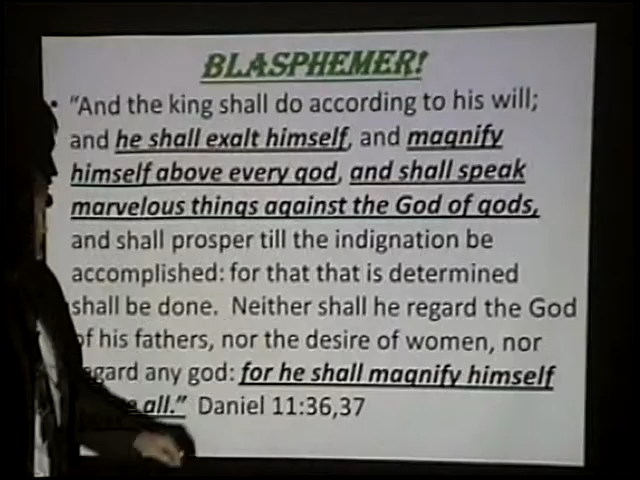 BLASPHEMER!
• "And the king shall do according to his will;
and he shall exalt himself, and magnify
himself above every god, and shall speak
marvelous things against the God of gods,
and shall prosper till the indignation be
accomplished: for that that is determined
shall be done. Neither shall he regard the God
of his fathers, nor the desire of women, nor
regard any god: for he shall magnify himself
all." Daniel 11:36,37